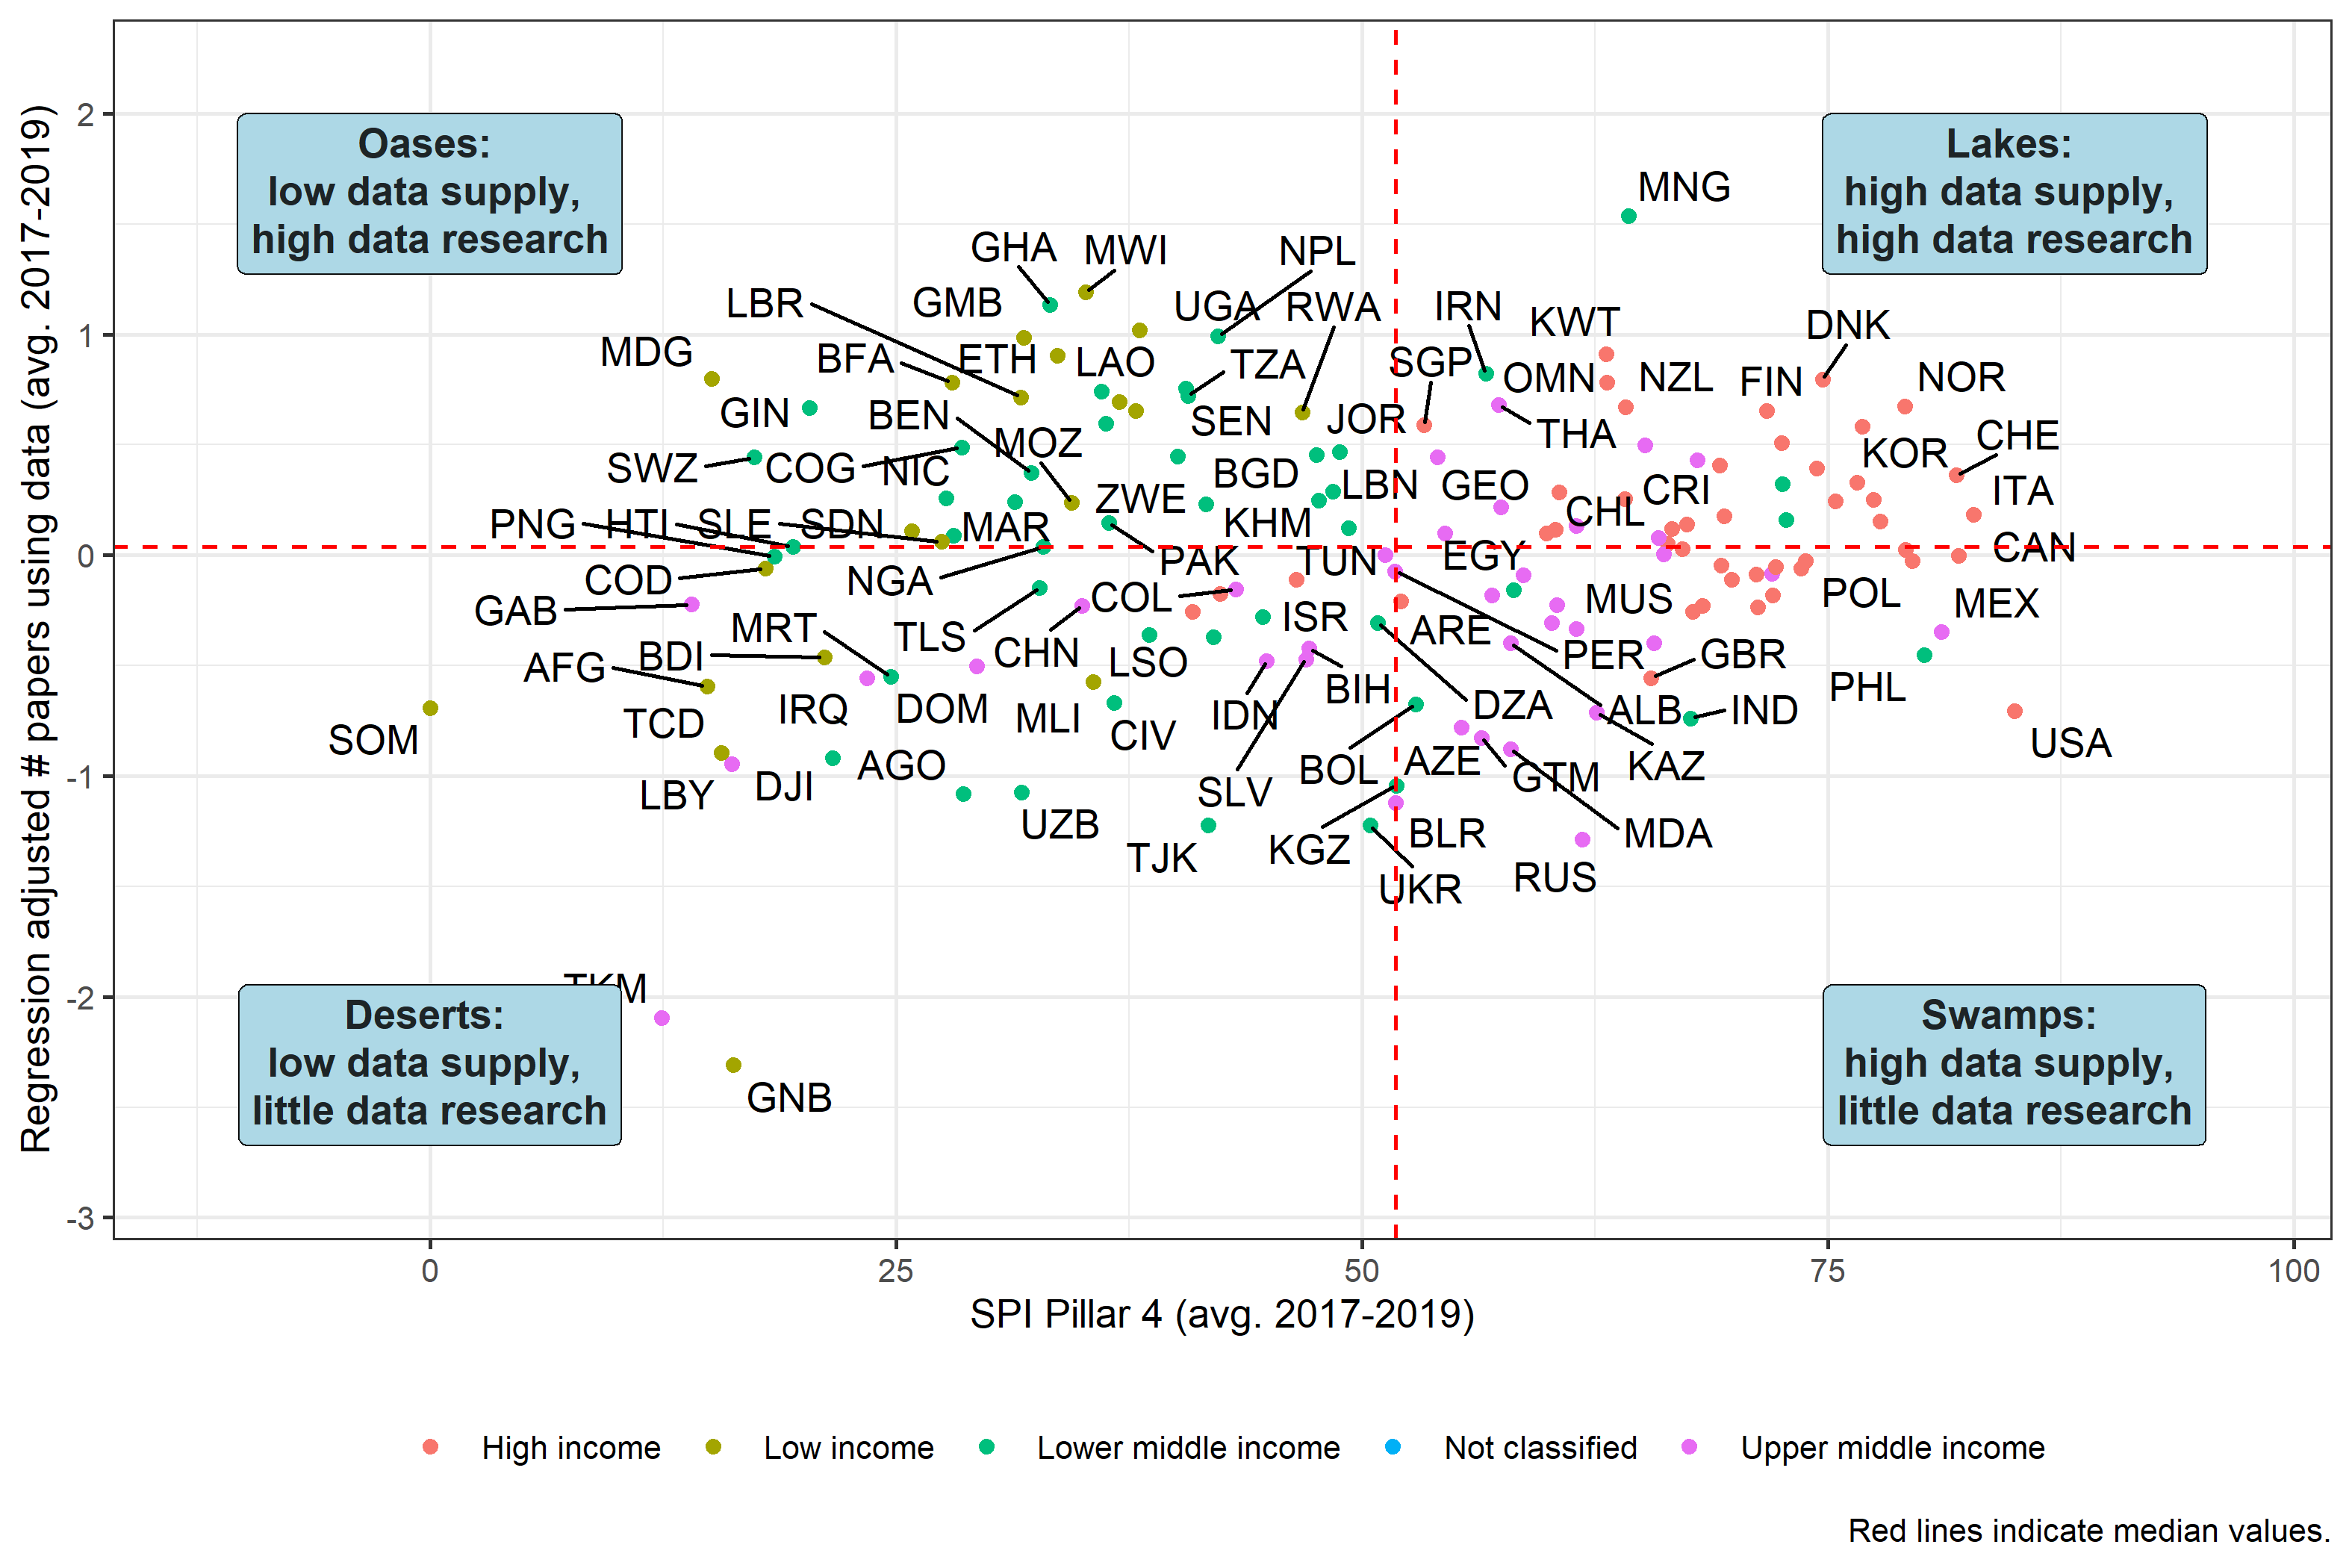 Regression adjusted # papers using data (avg. 2017-2019)
2
1
0
-1
-2
-3
Oases:
low data supply,
high data research
Lakes:
high data supply,
high data research
MNG
GHA MWI NPL
LBR GMB UGA RWA IRN KWT DNK
MDG BFA ETH LAO TZA SGP OMN NZL FIN NOR
GIN BEN MOZ SEN JOR THA KOR CHE
SWZ COG NIC ZWE BGD LBN GEO CRI ITA
PNG HTI SLE SDN MAR KHM CHL
COD NGA PAK TUN EGY CAN
GAB MRT TLS COL ISR ARE MUS POL MEX
AFG BDI CHN LSO BIH PER GBR PHL
SOM TCD IRQ DOM MLI CIV IDN DZA ALB IND USA
LBY DJI AGO SLV BOL AZE GTM KAZ
UZB TJK KGZ BLR MDA
UKR RUS
TKM
GNB
Deserts:
low data supply,
little data research
Swamps:
high data supply,
little data research
0 25 50 75 100
SPI Pillar 4 (avg. 2017-2019)
High income Low income Lower middle income Not classified Upper middle income
Red lines indicate median values.